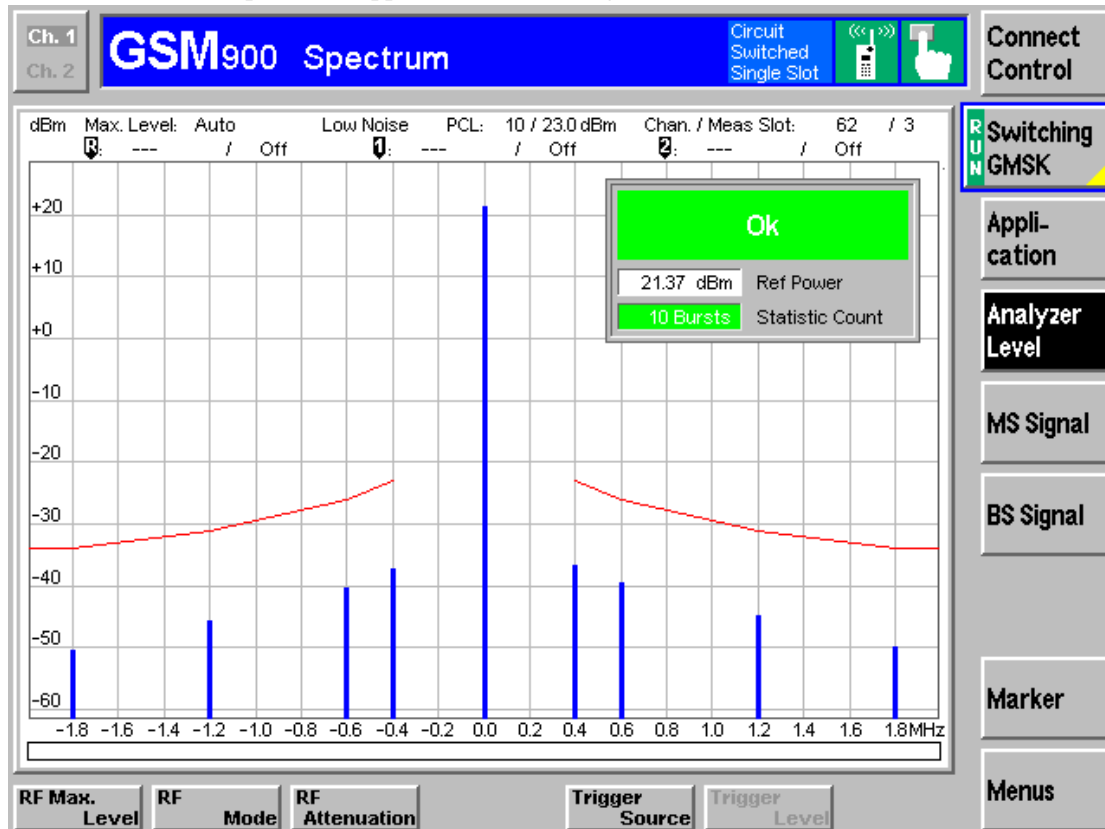 Ch. 1
Ch. 2
GSM900 Spectrum
Circuit
Switched
Single Slot
Connect
Control
dBm Max. Level: Auto Low Noise PCL: 10 / 23.0 dBm Chan. / Meas Slot: 62 / 3
R: --- / Off 1: --- / Off 2: --- / Off
RUN
Switching
GMSK
Ok
21.37 dBm Ref Power
10 Bursts Statistic Count
Appli-
cation
Analyzer
Level
MS Signal
BS Signal
Marker
Menus
+20
+10
+0
-10
-20
-30
-40
-50
-60
-1.8 -1.6 -1.4 -1.2 -1.0 -0.8 -0.6 -0.4 -0.2 0.0 0.2 0.4 0.6 0.8 1.0 1.2 1.4 1.6 1.8MHz
RF Max.
Level
RF
Mode
RF
Attenuation
Trigger
Source
Trigger
Level